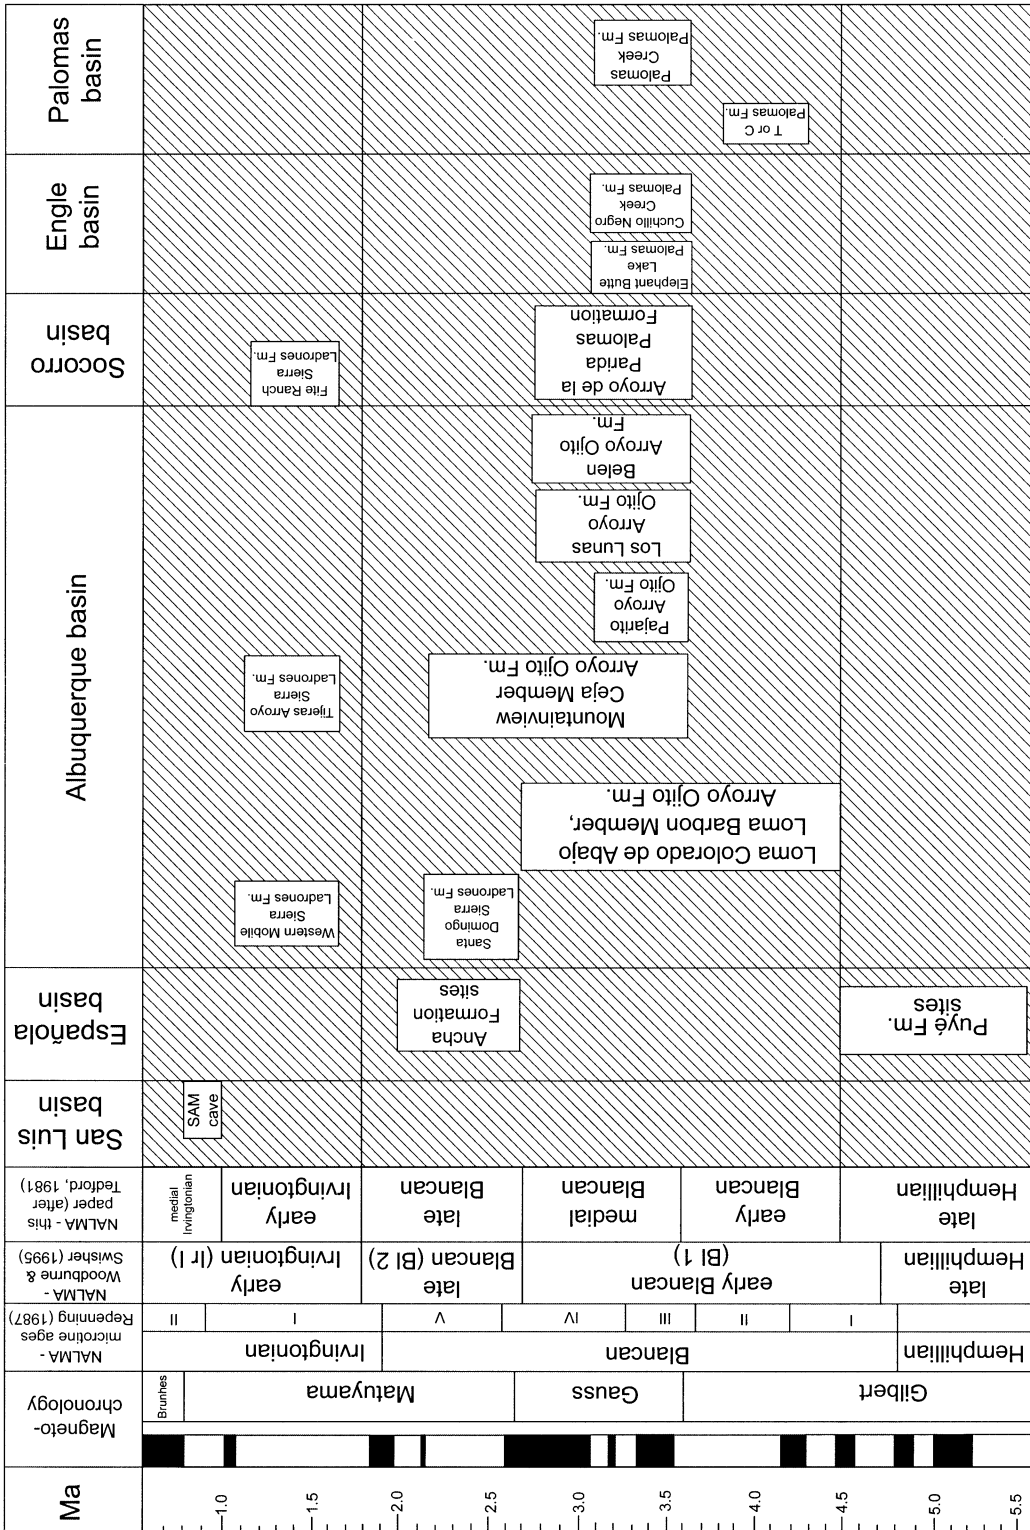 Ma
1.0
1.5
2.0
2.5
3.0
3.5
4.0
4.5
5.0
5.5
Magneto-
chronology
Brunhes
Matuyama
Gauss
Gilbert
NALMA -
microtine ages
Repenning (1987)
Irvingtonian
Blancan
Hemphillian
II
I
V
IV
III
II
I
NALMA -
Woodburne &
Swisher (1995)
early
Irvingtonian (Ir I)
late
Blancan (Bl 2)
early Blancan
(Bl 1)
late
Hemphillian
NALMA - this
paper (after
Tedford, 1981)
medial
Irvingtonian
early
Irvingtonian
late
Blancan
medial
Blancan
early
Blancan
late
Hemphillian
San Luis
basin
SAM
cave
Española
basin
Ancha
Formation
sites
Puyé Fm.
sites
Albuquerque basin
Western Mobile
Sierra
Ladrones Fm.
Santa
Domingo
Sierra
Ladrones Fm.
Loma Colorado de Abajo
Loma Barbon Member,
Arroyo Ojito Fm.
Tijeras Arroyo
Sierra
Ladrones Fm.
Mountainview
Ceja Member
Arroyo Ojito Fm.
Pajarito
Arroyo
Ojito Fm.
Los Lunas
Arroyo
Ojito Fm.
Belen
Arroyo Ojito
Fm.
Socorro
basin
Fite Ranch
Sierra
Ladrones Fm.
Arroyo de la
Parida
Palomas
Formation
Engle
basin
Elephant Butte
Lake
Palomas Fm.
Cuchillo Negro
Creek
Palomas Fm.
Palomas
basin
T or C
Palomas Fm.
Palomas
Creek
Palomas Fm.